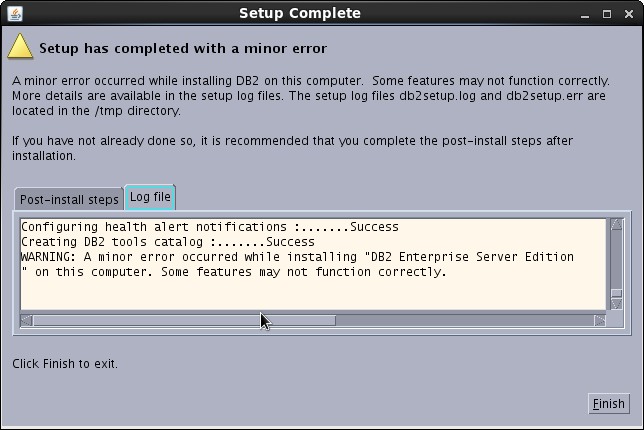 Setup Complete
Setup has completed with a minor error
A minor error occurred while installing DB2 on this computer.  Some features may not function correctly.
More details are available in the setup log files. The setup log files db2setup.log and db2setup.err are
located in the /tmp directory.
If you have not already done so, it is recommended that you complete the post-install steps after
installation.
Post-install steps
Log file
Configuring health alert notifications :.......Success
Creating DB2 tools catalog :.......Success
WARNING: A minor error occurred while installing "DB2 Enterprise Server Edition
" on this computer. Some features may not function correctly.
Click Finish to exit.
Finish